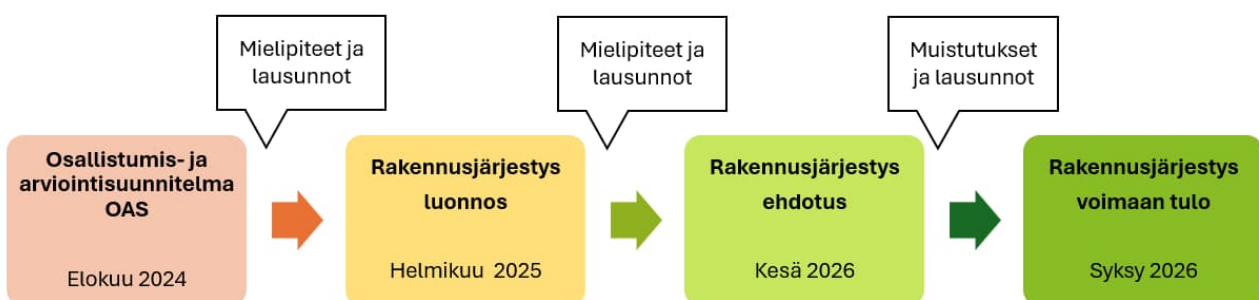 Mielipiteet ja
lausunnot
Mielipiteet ja
lausunnot
Muistutukset
ja lausunnot
Osallistumis- ja
arviointisuunnitelma
OAS
Elokuu 2024
Rakennusjärjestys
luonnos
Helmikuu 2025
Rakennusjärjestys
ehdotus
Kesä 2026
Rakennusjärjestys
voimaan tulo
Syksy 2026